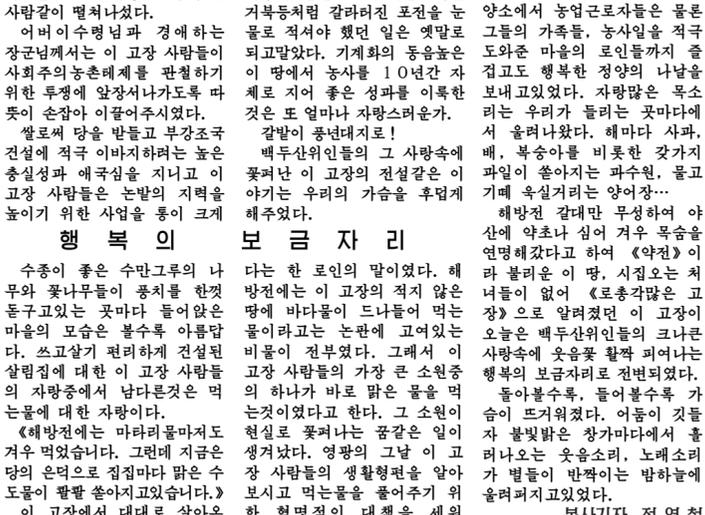 사람같이 떨쳐나섰다.
어버이수령님과 경애하는
장군님께서는 이 고장 사람들이
사회주의농촌테제를 관철하기
위한 투쟁에 앞장서나가도록 따
뜻이 손잡아 이끌어주시였다.
쌀로써 당을 받들고 부강조국
건설에 적극 이바지하려는 높은
충실성과 애국심을 지니고 이
고장 사람들은 논밭의 지력을
높이기 위한 사업을 통이 크게
거북등처럼 갈라터진 포전을 눈
물로 적셔야 했던 일은 옛말로
되고말았다. 기계화의 동음높은
이 땅에서 농사를 10년간 자
체로 지어 좋은 성과를 이룩한
것은 또 얼마나 자랑스러운가.
갈밭이 풍년대지로!
백두산위인들의 그 사랑속에
꽃펴난 이 고장의 전설같은 이
야기는 우리의 가슴을 후덥게
해주었다.
행복의 보금자리
수종이 좋은 수만그루의 나
무와 꽃나무들이 풍치를 한껏
돋구고있는 곳마다 들어앉은
마을의 모습은 볼수록 아름답
다. 쓰고살기 편리하게 건설된
살림집에 대한 이 고장 사람들
의 자랑중에서 남다른것은 먹
는물에 대한 자랑이다.
《해방전에는 마타리물마저도
겨우 먹었습니다. 그런데 지금은
당의 은덕으로 집집마다 맑은 수
도물이 콸콸 쏟아지고있습니다.》
이 고장에서 대대로 살아온
다는 한 로인의 말이였다. 해
방전에는 이 고장의 적지 않은
땅에 바다물이 드나들어 먹는
물이라고는 논판에 고여있는
비물이 전부였다. 그래서 이
고장 사람들의 가장 큰 소원중
의 하나가 바로 맑은 물을 먹
는것이였다고 한다. 그 소원이
현실로 꽃펴나는 꿈같은 일이
생겨났다. 영광의 그날 이 고
장 사람들의 생활형편을 알아
보시고 먹는물을 풀어주기 위
한 혁명적인 대책을 세워
양소에서 농업근로자들은 물론
그들의 가족들, 농사일을 적극
도와준 마을의 로인들까지 즐
겁고도 행복한 정양의 나날을
보내고있었다. 자랑많은 목소
리는 우리가 들리는 곳마다에
서 울려나왔다. 해마다 사과,
배, 복숭아를 비롯한 갖가지
과일이 쏟아지는 과수원, 물고
기떼 욱실거리는 양어장…
해방전 갈대만 무성하여 야
산에 약초나 심어 겨우 목숨을
연명해갔다고 하여 《약전》이
라 불리운 이 땅, 시집오는 처
녀들이 없어 《로총각많은 고
장》으로 알려졌던 이 고장이
오늘은 백두산위인들의 크나큰
사랑속에 웃음꽃 활짝 피여나는
행복의 보금자리로 전변되였다.
돌아볼수록, 들어볼수록 가
슴이 뜨거워졌다. 어둠이 깃들
자 불빛밝은 창가마다에서 흘
러나오는 웃음소리, 노래소리
가 별들이 반짝이는 밤하늘에
울려퍼지고있었다.
본사기자 정영철